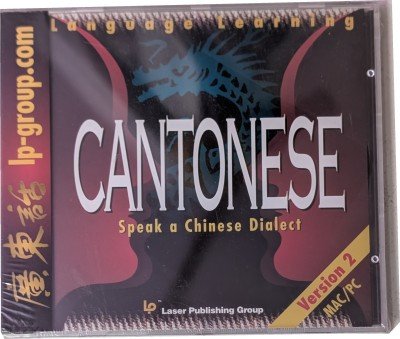 Language Learning
CANTONESE
Speak a Chinese Dialect
Version 2
MAC/PC
LP Laser Publishing Group
lp-group.com
廣東話